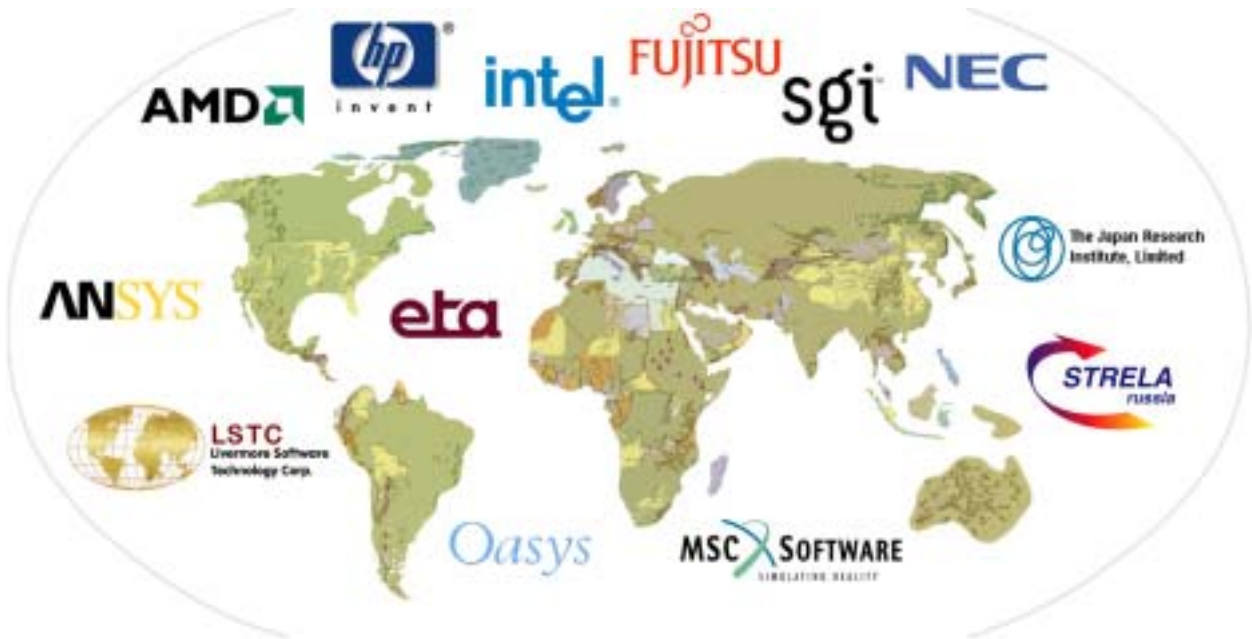 AMD
hp
®
invent
intel®
FUJITSU
sgi™
NEC
The Japan Research
Institute, Limited
ANSYS
eta
STRELA
russia
LSTC
Livermore Software
Technology Corp.
Oasys
MSC SOFTWARE
SIMULATING REALITY